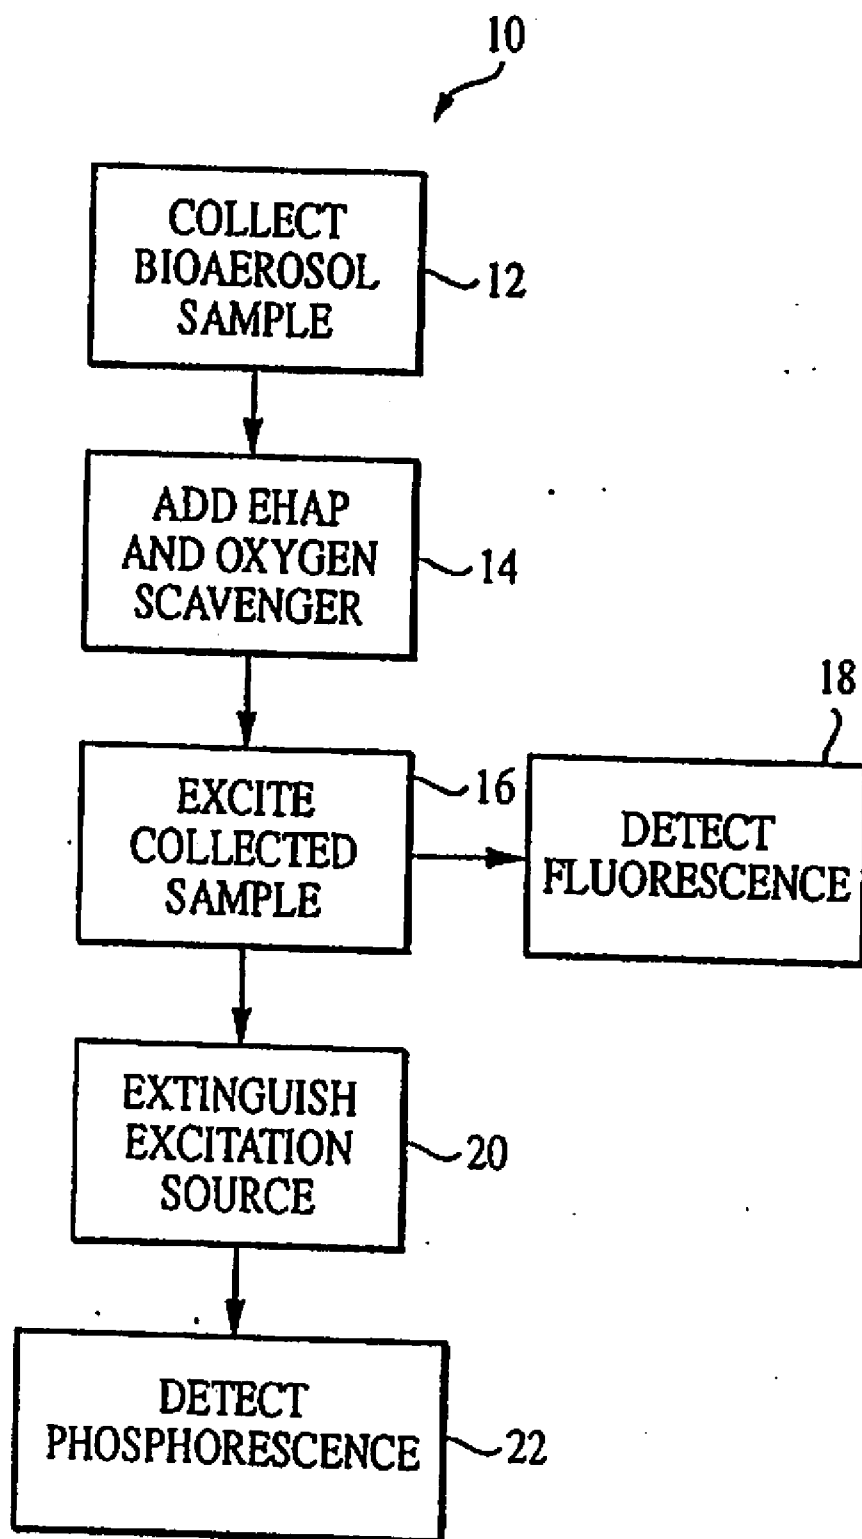 10
COLLECT
BIOAEROSOL
SAMPLE
12
ADD EHAP
AND OXYGEN
SCAVENGER
14
EXCITE
COLLECTED
SAMPLE
16
18
DETECT
FLUORESCENCE
EXTINGUISH
EXCITATION
SOURCE
20
DETECT
PHOSPHORESCENCE
22